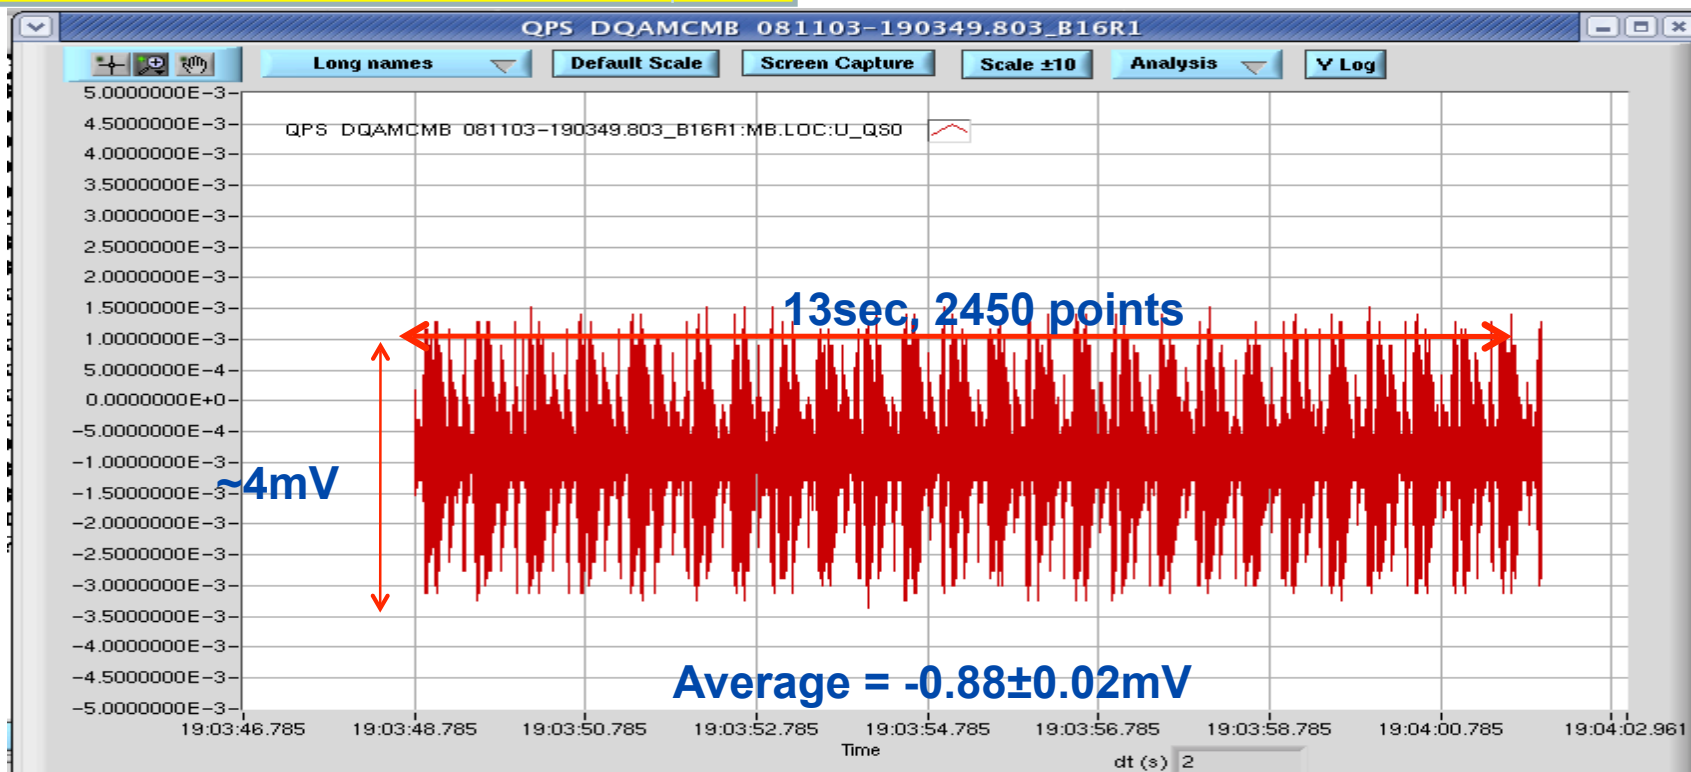 QPS DQAMCMB 081103-190349.803_B16R1
Long names Default Scale Screen Capture Scale ±10 Analysis Y Log
5.0000000E-3
4.5000000E-3
QPS DQAMCMB 081103-190349.803_B16R1:MB.LOC:U_QS0
4.0000000E-3
3.5000000E-3
3.0000000E-3
2.5000000E-3
2.0000000E-3
1.5000000E-3
13sec, 2450 points
1.0000000E-3
5.0000000E-4
0.0000000E+0
-5.0000000E-4
-1.0000000E-3
~4mV
-1.5000000E-3
-2.0000000E-3
-2.5000000E-3
-3.0000000E-3
-3.5000000E-3
-4.0000000E-3
-4.5000000E-3
Average = -0.88±0.02mV
-5.0000000E-3
19:03:46.785 19:03:48.785 19:03:50.785 19:03:52.785 19:03:54.785 19:03:56.785 19:03:58.785 19:04:00.785 19:04:02.961
Time
dt (s) 2